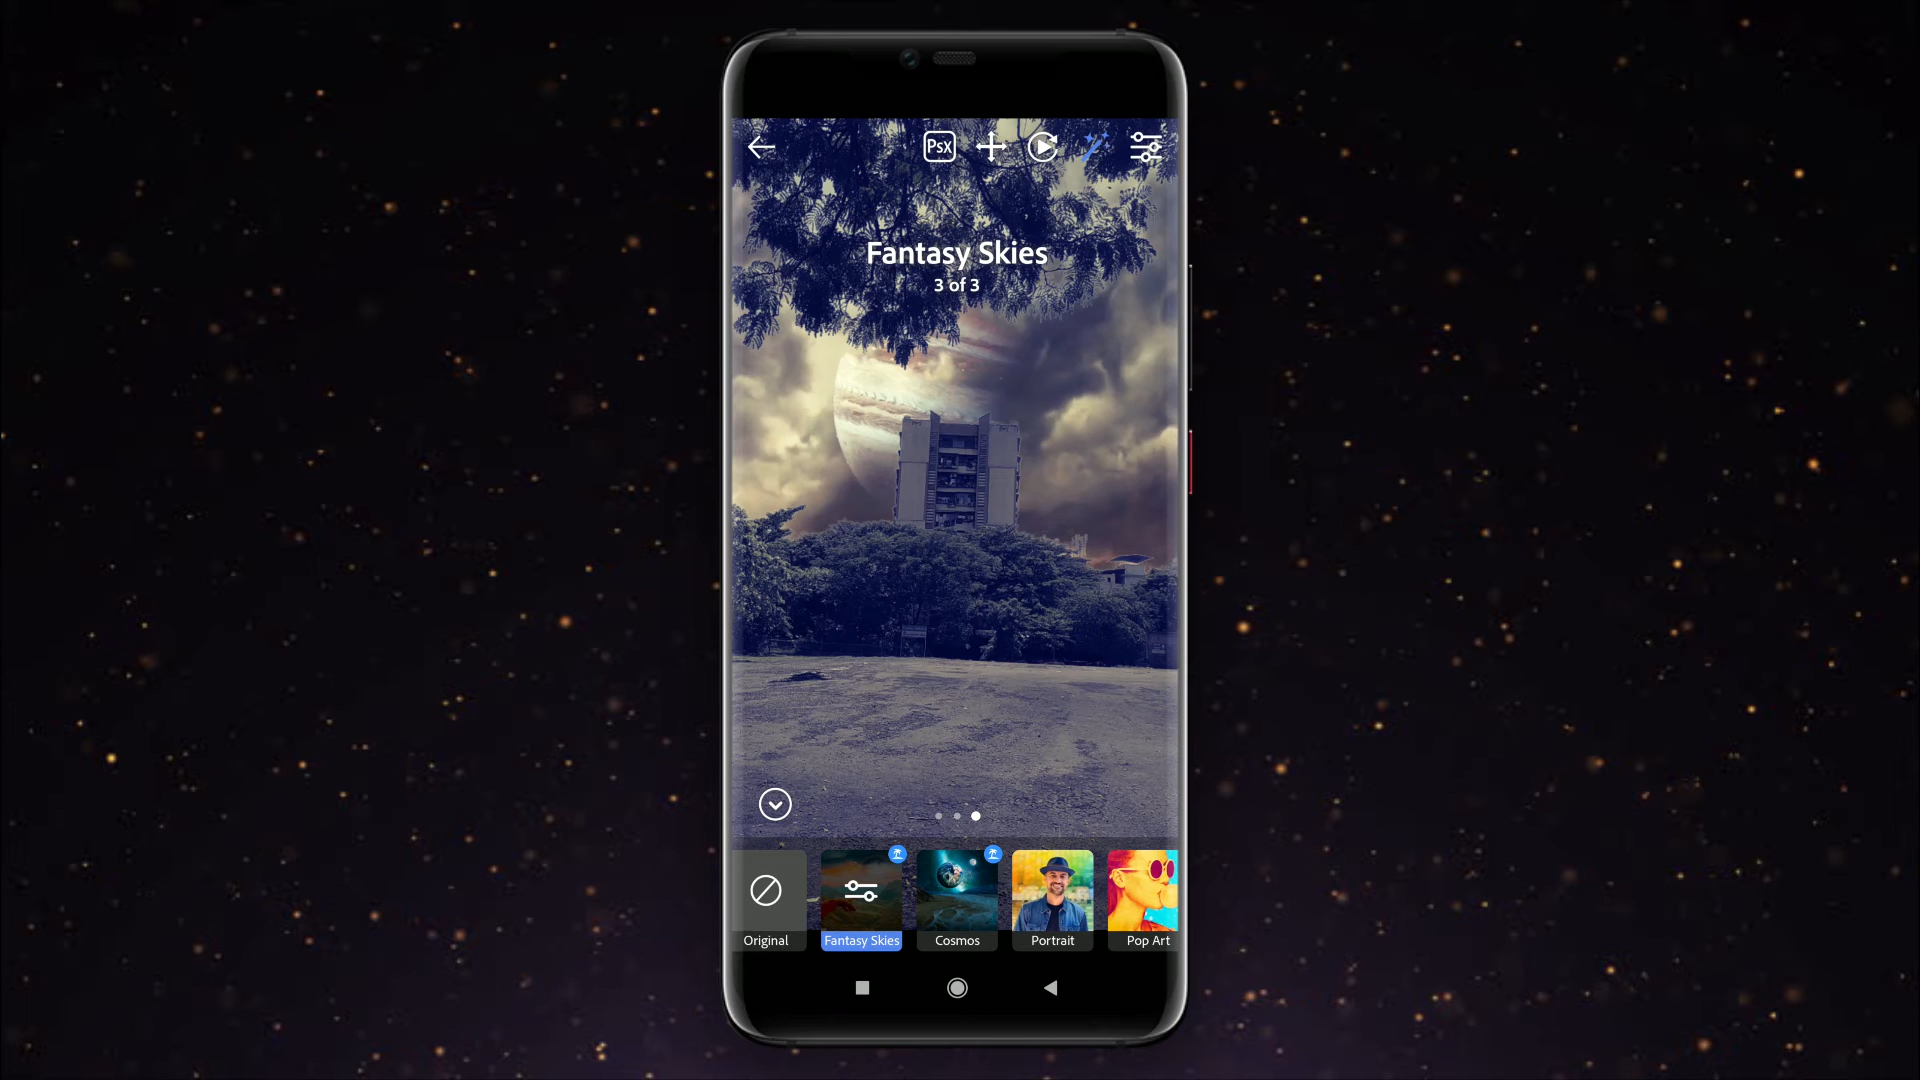 Psx
Fantasy Skies
3 of 3
Original
Fantasy Skies
Cosmos
Portrait
Pop Art